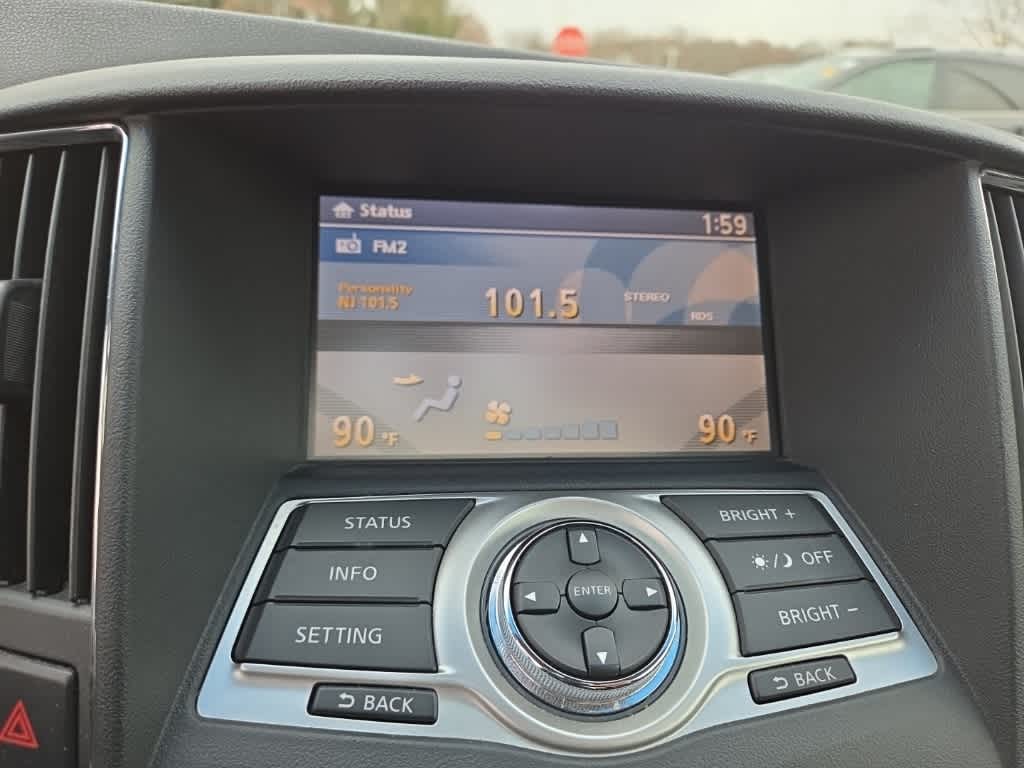 Status
1:59
FM2
Personality
NJ 101.5
101.5
STEREO
RDS
90 °F
90 °F
STATUS
INFO
SETTING
BACK
ENTER
BRIGHT +
OFF
BRIGHT −
BACK